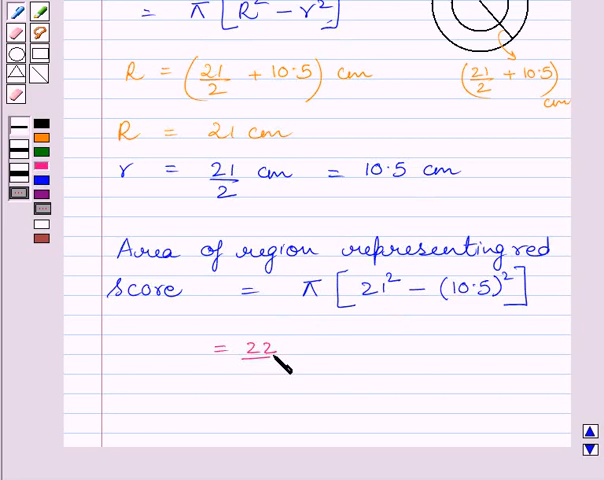 = π [ R² − r² ]
R = ( 21/2 + 10.5 ) cm
( 21/2 + 10.5 ) cm
R = 21 cm
r = 21/2 cm = 10.5 cm
Area of region representing red
score = π [ 21² − (10.5)² ]
= 22